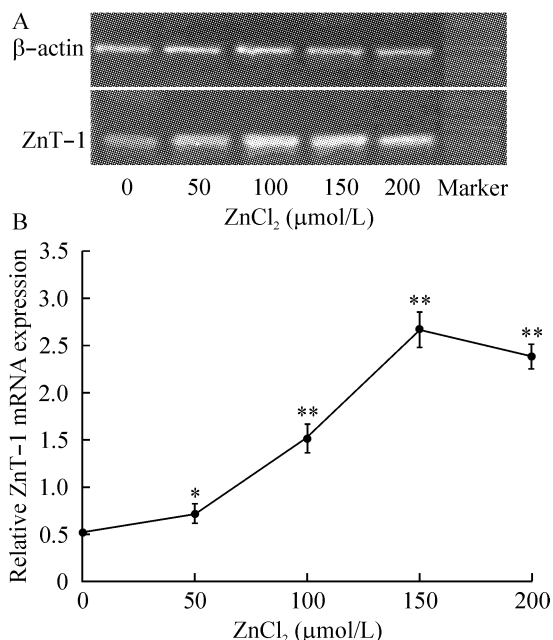 A
β-actin
ZnT-1
0 50 100 150 200 Marker
ZnCl₂ (μmol/L)
B
Relative ZnT-1 mRNA expression
3.5
3.0
2.5
2.0
1.5
1.0
0.5
0
*
**
**
**
0 50 100 150 200
ZnCl₂ (μmol/L)